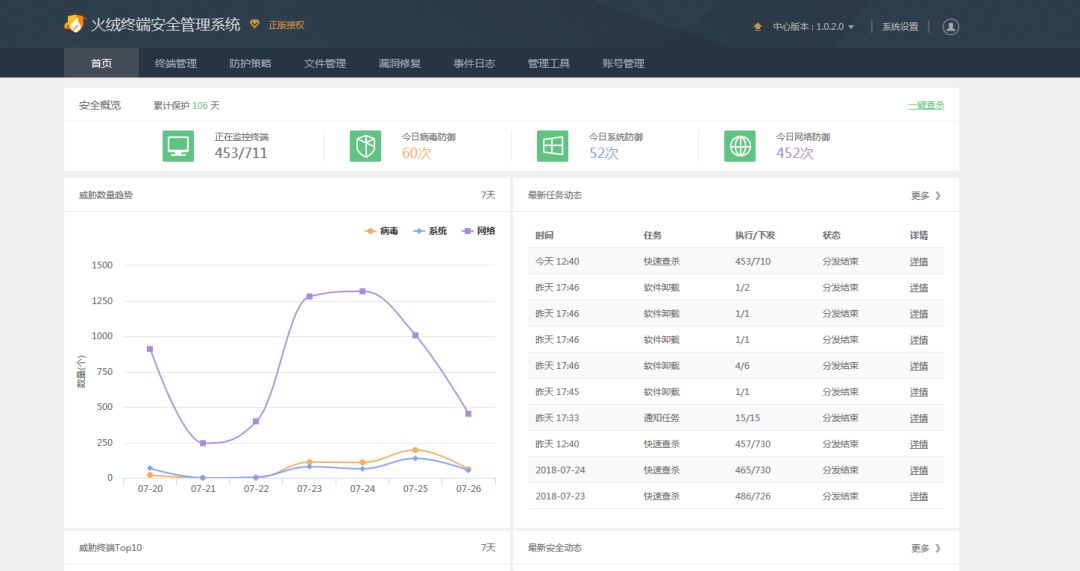 火绒终端安全管理系统 正版授权 中心版本 : 1.0.2.0 系统设置
首页 终端管理 防护策略 文件管理 漏洞修复 事件日志 管理工具 账号管理
安全概览 累计保护 106 天 一键查杀
正在监控终端 今日病毒防御 今日系统防御 今日网络防御
453/711 60次 52次 452次
威胁数量趋势 7天
病毒 系统 网络
数量(个)
1500
1250
1000
750
500
250
0
07-20 07-21 07-22 07-23 07-24 07-25 07-26
最新任务动态 更多 》
时间 任务 执行/下发 状态 详情
今天 12:40 快速查杀 453/710 分发结束 详情
昨天 17:46 软件卸载 1/2 分发结束 详情
昨天 17:46 软件卸载 1/1 分发结束 详情
昨天 17:46 软件卸载 1/1 分发结束 详情
昨天 17:46 软件卸载 4/6 分发结束 详情
昨天 17:45 软件卸载 1/1 分发结束 详情
昨天 17:33 通知任务 15/15 分发结束 详情
昨天 12:40 快速查杀 457/730 分发结束 详情
2018-07-24 快速查杀 465/730 分发结束 详情
2018-07-23 快速查杀 486/726 分发结束 详情
威胁终端Top10 7天
最新安全动态 更多 》